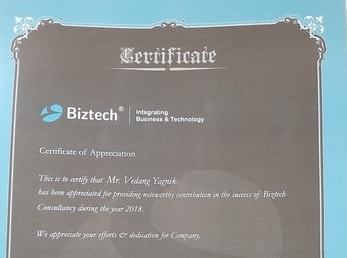 Certificate
Biztech® Integrating
Business & Technology
Certificate of Appreciation
This is to certify that Mr. Vedang Yagnik
has been appreciated for providing noteworthy contribution in the success of Biztech
Consultancy during the year 2018.
We appreciate your efforts & dedication for Company.